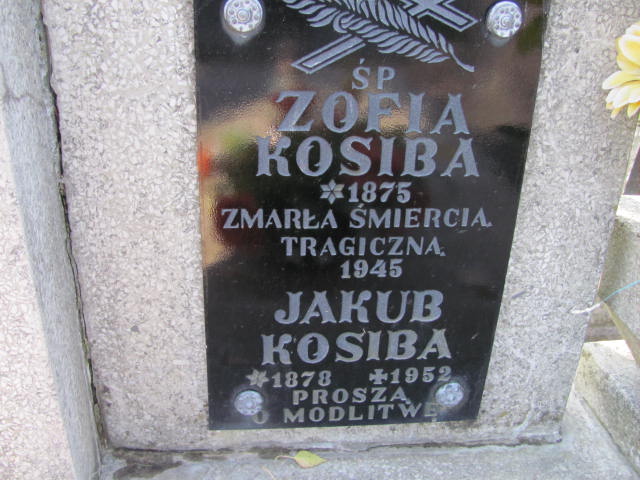 ŚP
ZOFIA
KOSIBA
✶1875
ZMARŁA ŚMIERCIĄ
TRAGICZNĄ
1945
JAKUB
KOSIBA
✶1878 ✝1952
PROSZĄ
O MODLITWĘ